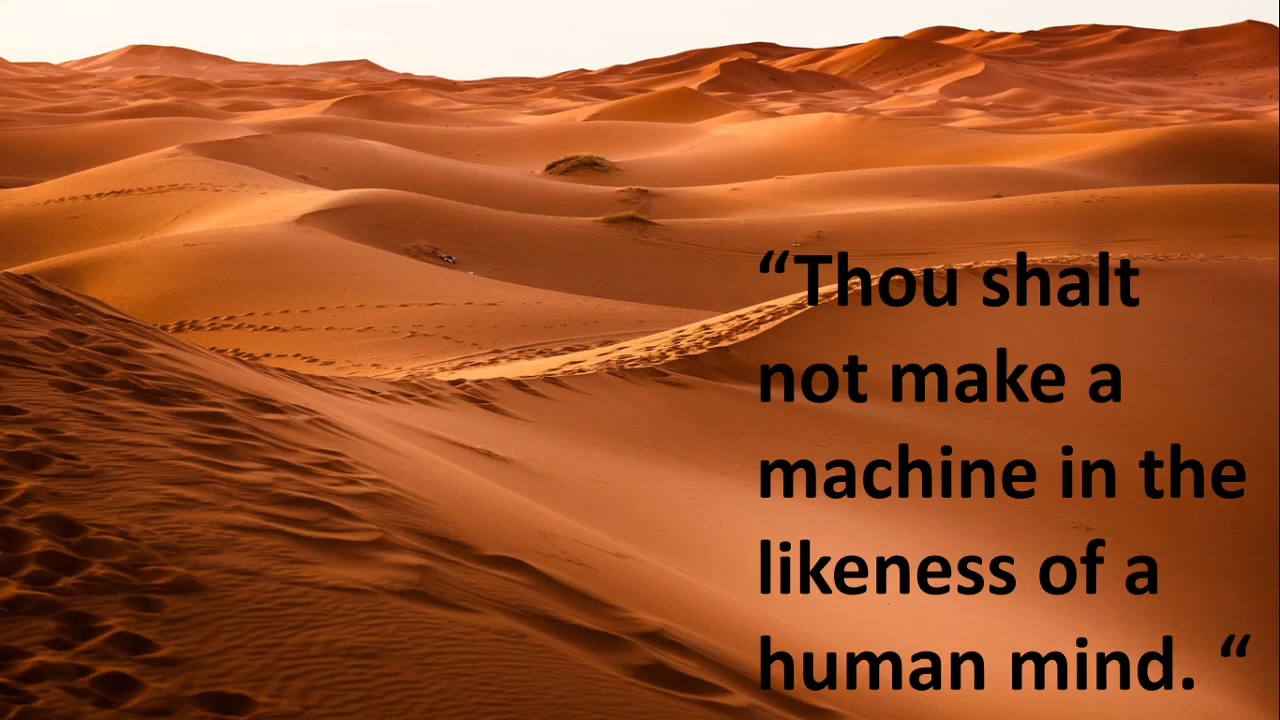 “Thou shalt
not make a
machine in the
likeness of a
human mind. “